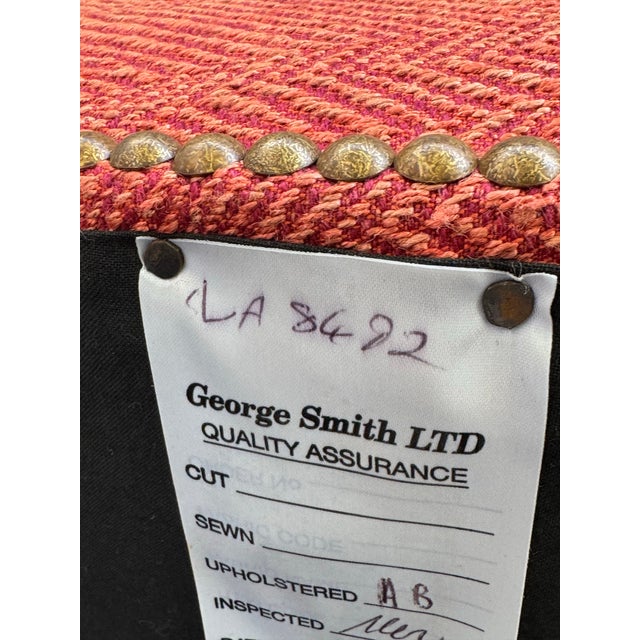 LA 8492
George Smith LTD
QUALITY ASSURANCE
CUT
SEWN
UPHOLSTERED AB
INSPECTED